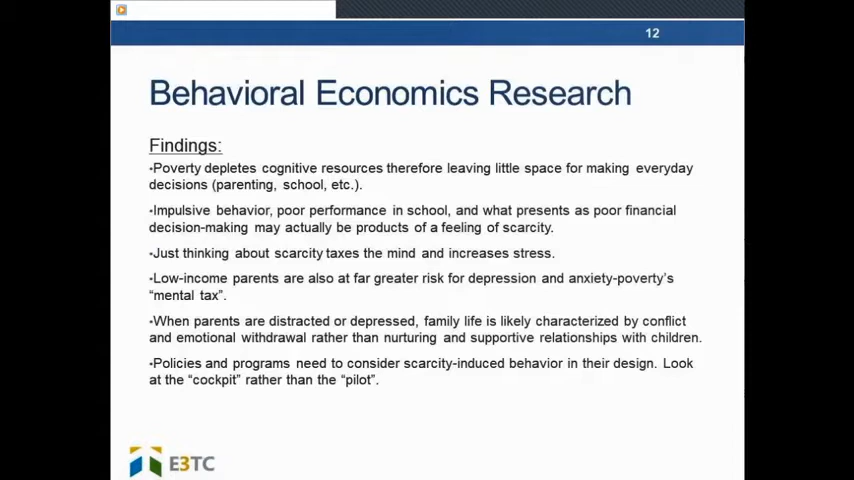 12
Behavioral Economics Research
Findings:
•Poverty depletes cognitive resources therefore leaving little space for making everyday
decisions (parenting, school, etc.).
•Impulsive behavior, poor performance in school, and what presents as poor financial
decision-making may actually be products of a feeling of scarcity.
•Just thinking about scarcity taxes the mind and increases stress.
•Low-income parents are also at far greater risk for depression and anxiety-poverty’s
“mental tax”.
•When parents are distracted or depressed, family life is likely characterized by conflict
and emotional withdrawal rather than nurturing and supportive relationships with children.
•Policies and programs need to consider scarcity-induced behavior in their design. Look
at the “cockpit” rather than the “pilot”.
E3TC